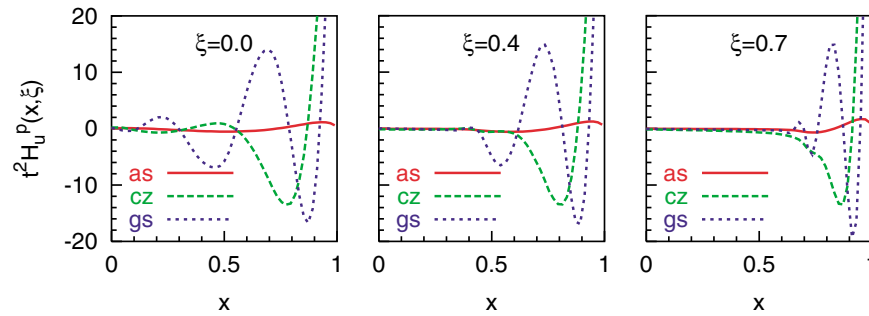 20
10
0
-10
-20
t²H_u^p(x,ξ)
ξ=0.0
as
cz
gs
0 0.5 1
x
ξ=0.4
as
cz
gs
0 0.5 1
x
ξ=0.7
as
cz
gs
0 0.5 1
x